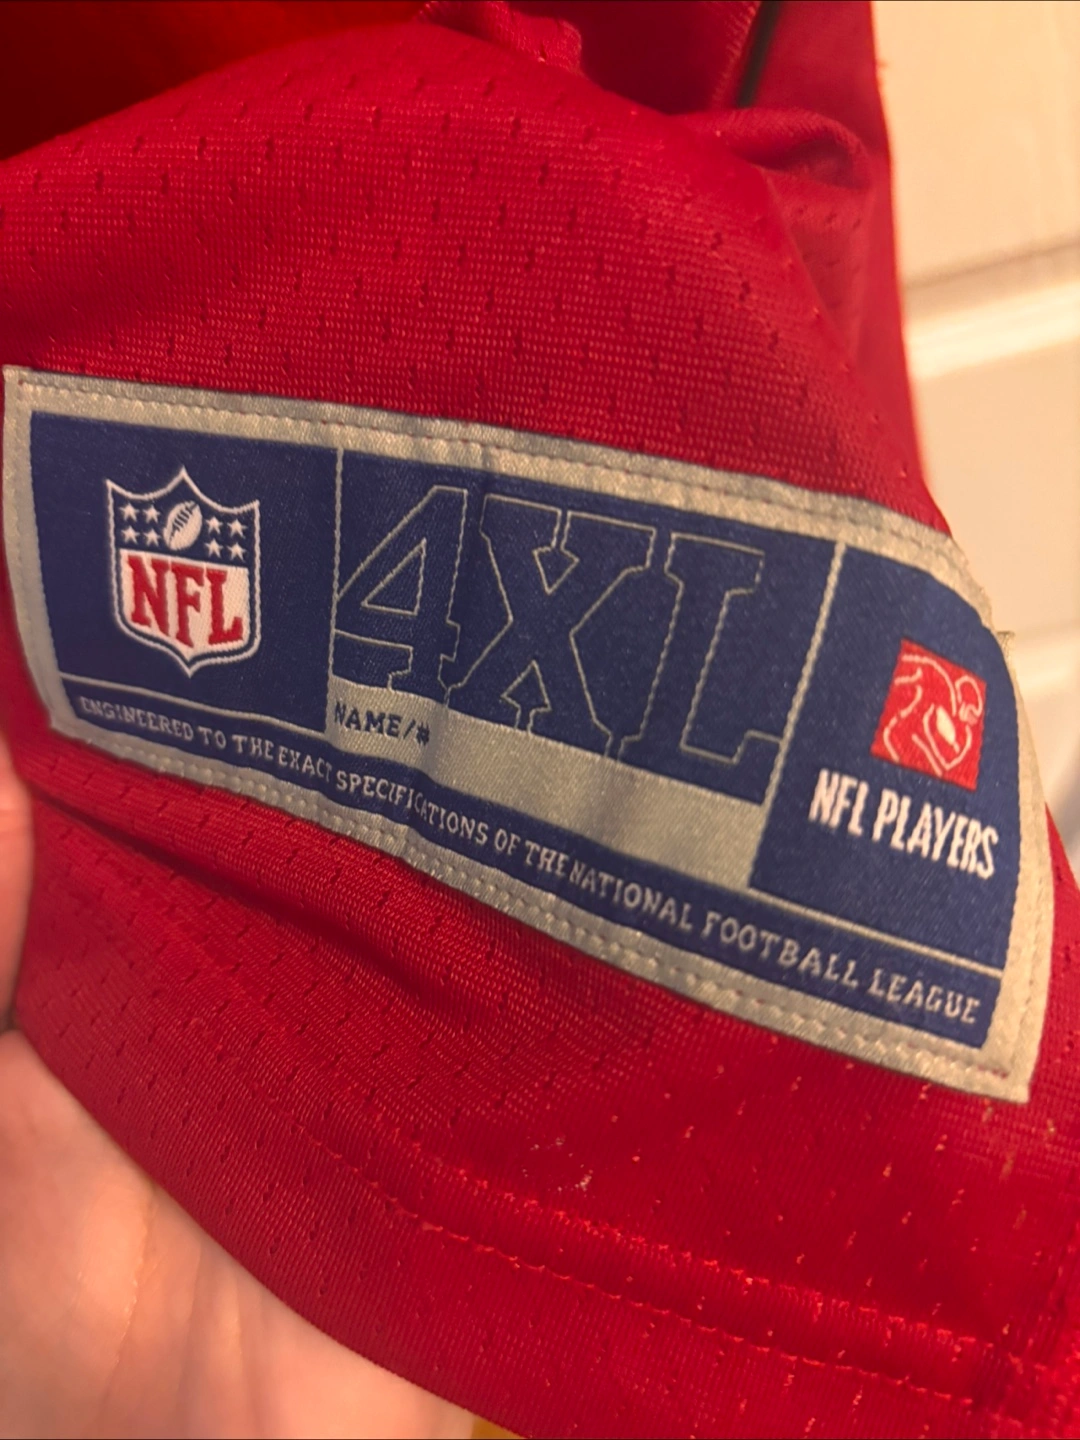 NFL
4XL
NAME/#
NFL PLAYERS
ENGINEERED TO THE EXACT SPECIFICATIONS OF THE NATIONAL FOOTBALL LEAGUE